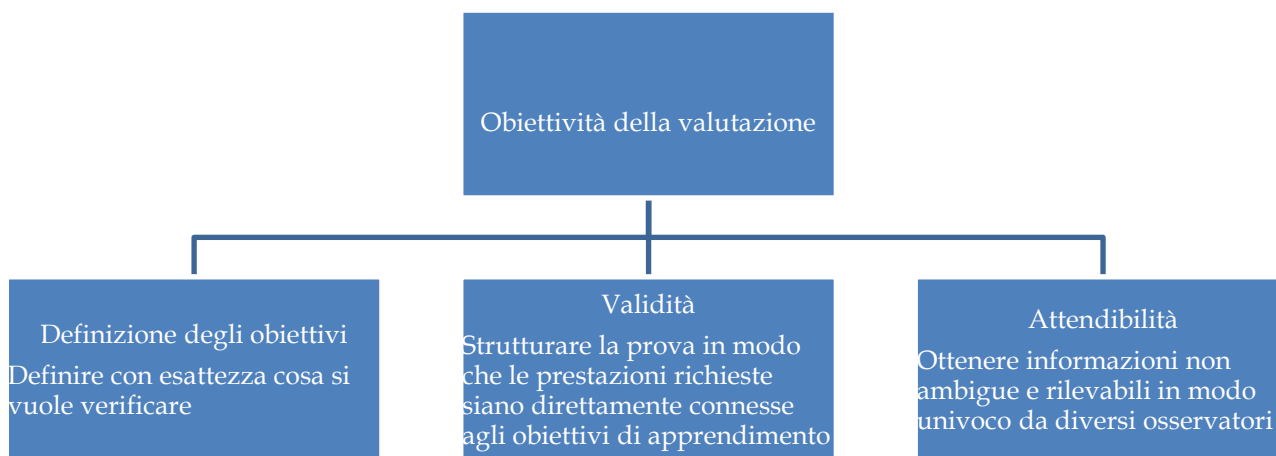 Obiettività della valutazione
Definizione degli obiettivi
Definire con esattezza cosa si
vuole verificare
Validità
Strutturare la prova in modo
che le prestazioni richieste
siano direttamente connesse
agli obiettivi di apprendimento
Attendibilità
Ottenere informazioni non
ambigue e rilevabili in modo
univoco da diversi osservatori